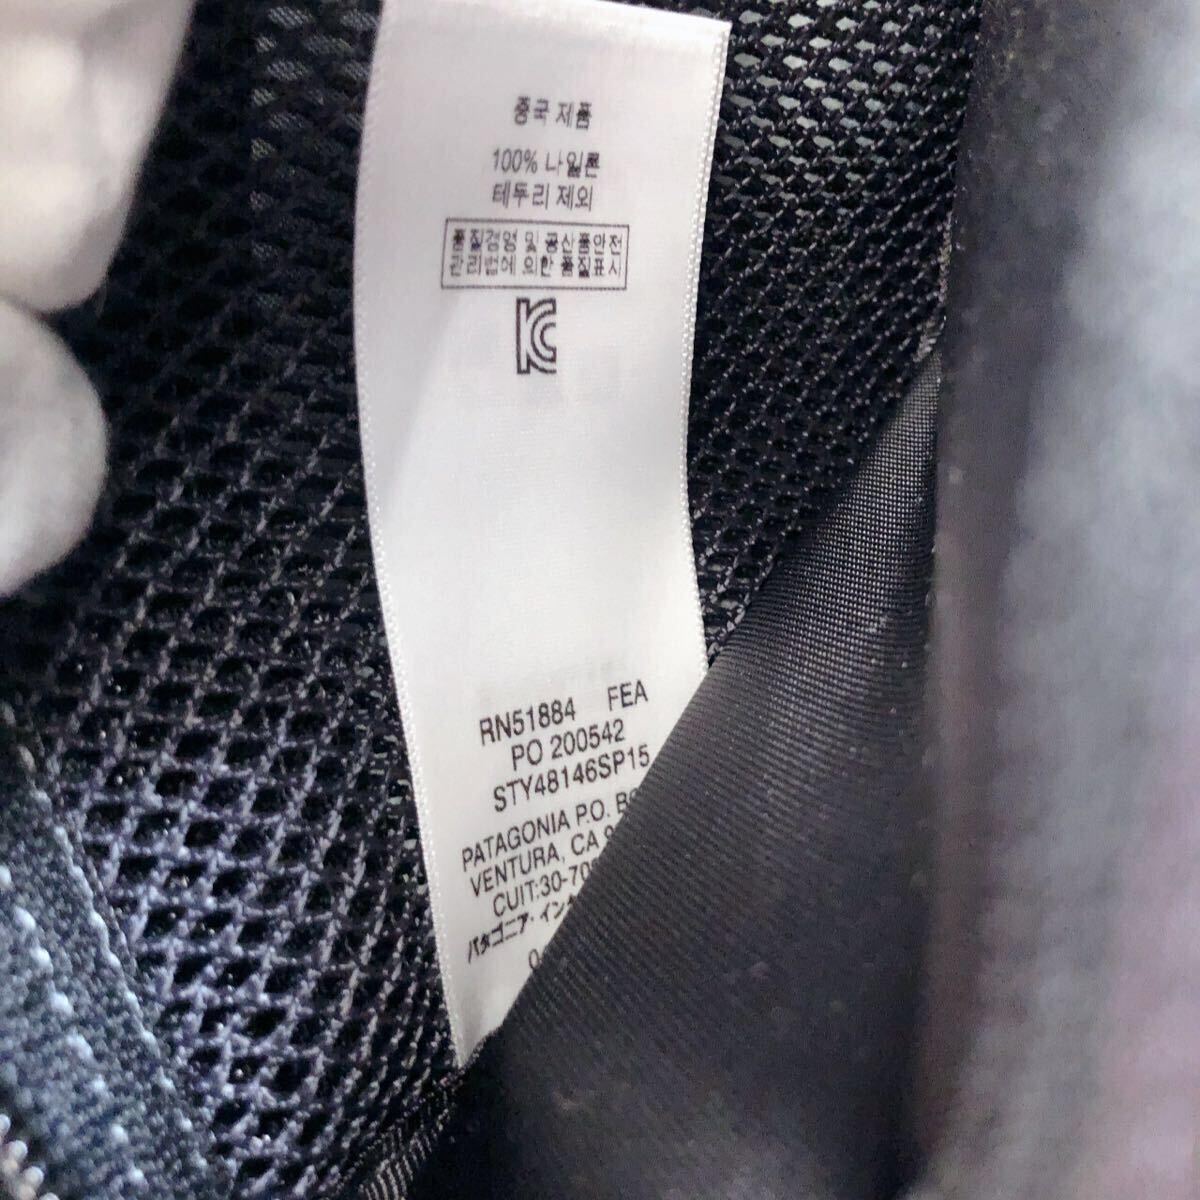 중국 제품
100% 나일론
테두리 제외
품질경영 및 공산품안전
관리법에 의한 품질표시
KC
RN51884 FEA
PO 200542
STY48146SP15
PATAGONIA P.O.
VENTURA, CA
CUIT:30-70
パタゴニア・イン